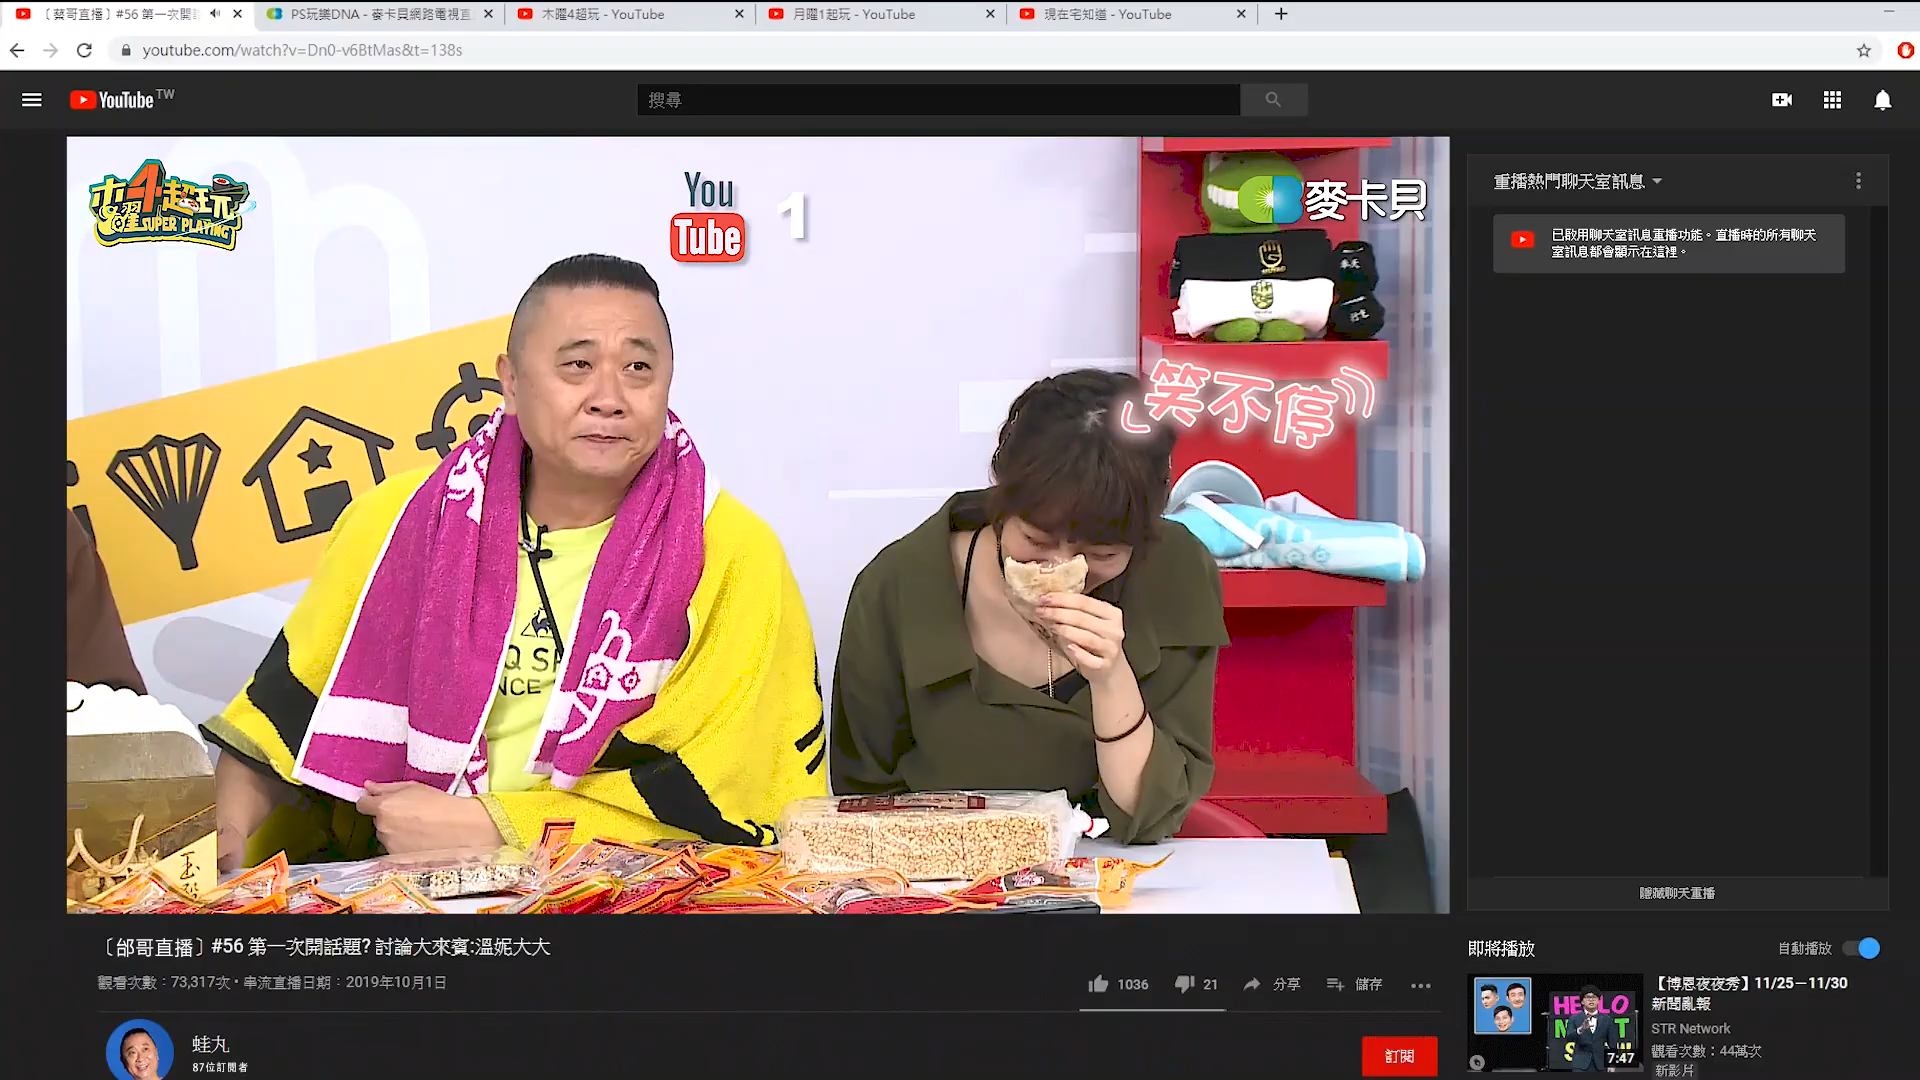 〔蔡哥直播〕#56 第一次開
PS玩樂DNA - 麥卡貝網路電視直
木曜4超玩 - YouTube
月曜1起玩 - YouTube
現在宅知道 - YouTube
youtube.com/watch?v=Dn0-v6BtMas&t=138s
YouTube TW
搜尋
木曜4超玩
SUPER PLAYING
You
Tube
1
麥卡貝
笑不停
重播熱門聊天室訊息
已啟用聊天室訊息重播功能。直播時的所有聊天
室訊息都會顯示在這裡。
隱藏聊天重播
〔邰哥直播〕#56 第一次開話題? 討論大來賓:溫妮大大
觀看次數：73,317次 • 串流直播日期：2019年10月1日
1036
21
分享
儲存
蛙丸
87位訂閱者
訂閱
即將播放
自動播放
【博恩夜夜秀】11/25－11/30
新聞亂報
STR Network
觀看次數：44萬次
新影片
7:47